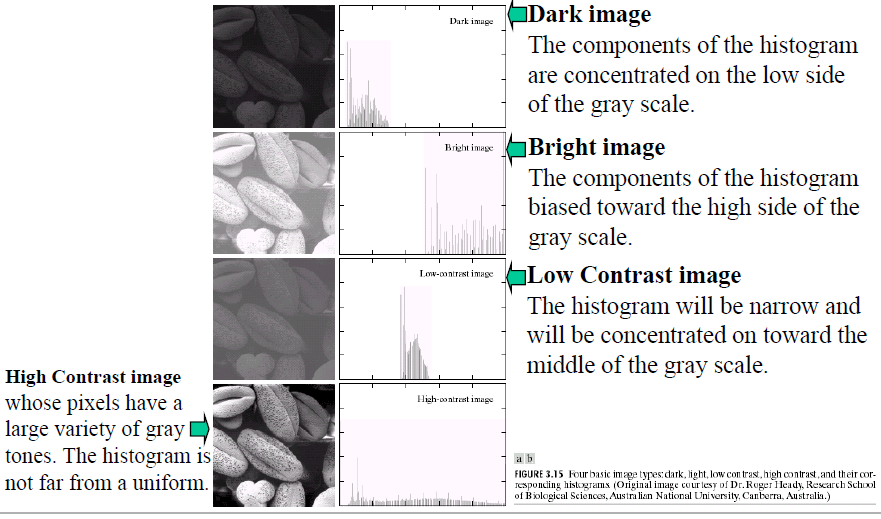 Dark image
Dark image
The components of the histogram
are concentrated on the low side
of the gray scale.
Bright image
Bright image
The components of the histogram
biased toward the high side of the
gray scale.
Low-contrast image
Low Contrast image
The histogram will be narrow and
will be concentrated on toward the
middle of the gray scale.
High Contrast image
whose pixels have a
large variety of gray
tones. The histogram is
not far from a uniform.
High-contrast image
a b
FIGURE 3.15 Four basic image types: dark, light, low contrast, high contrast, and their cor-
responding histograms. (Original image courtesy of Dr. Roger Heady, Research School
of Biological Sciences, Australian National University, Canberra, Australia.)